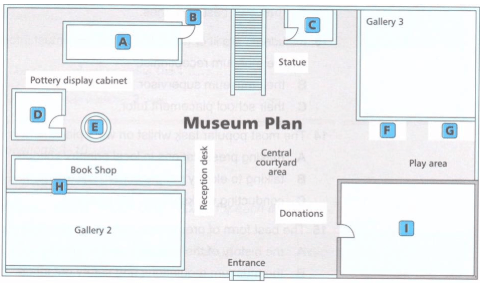 B
Gallery 3
A
C
Statue
Pottery display cabinet
D
E
Museum Plan
F
G
Reception desk
Central
courtyard
area
Play area
Book Shop
H
Donations
I
Gallery 2
Entrance